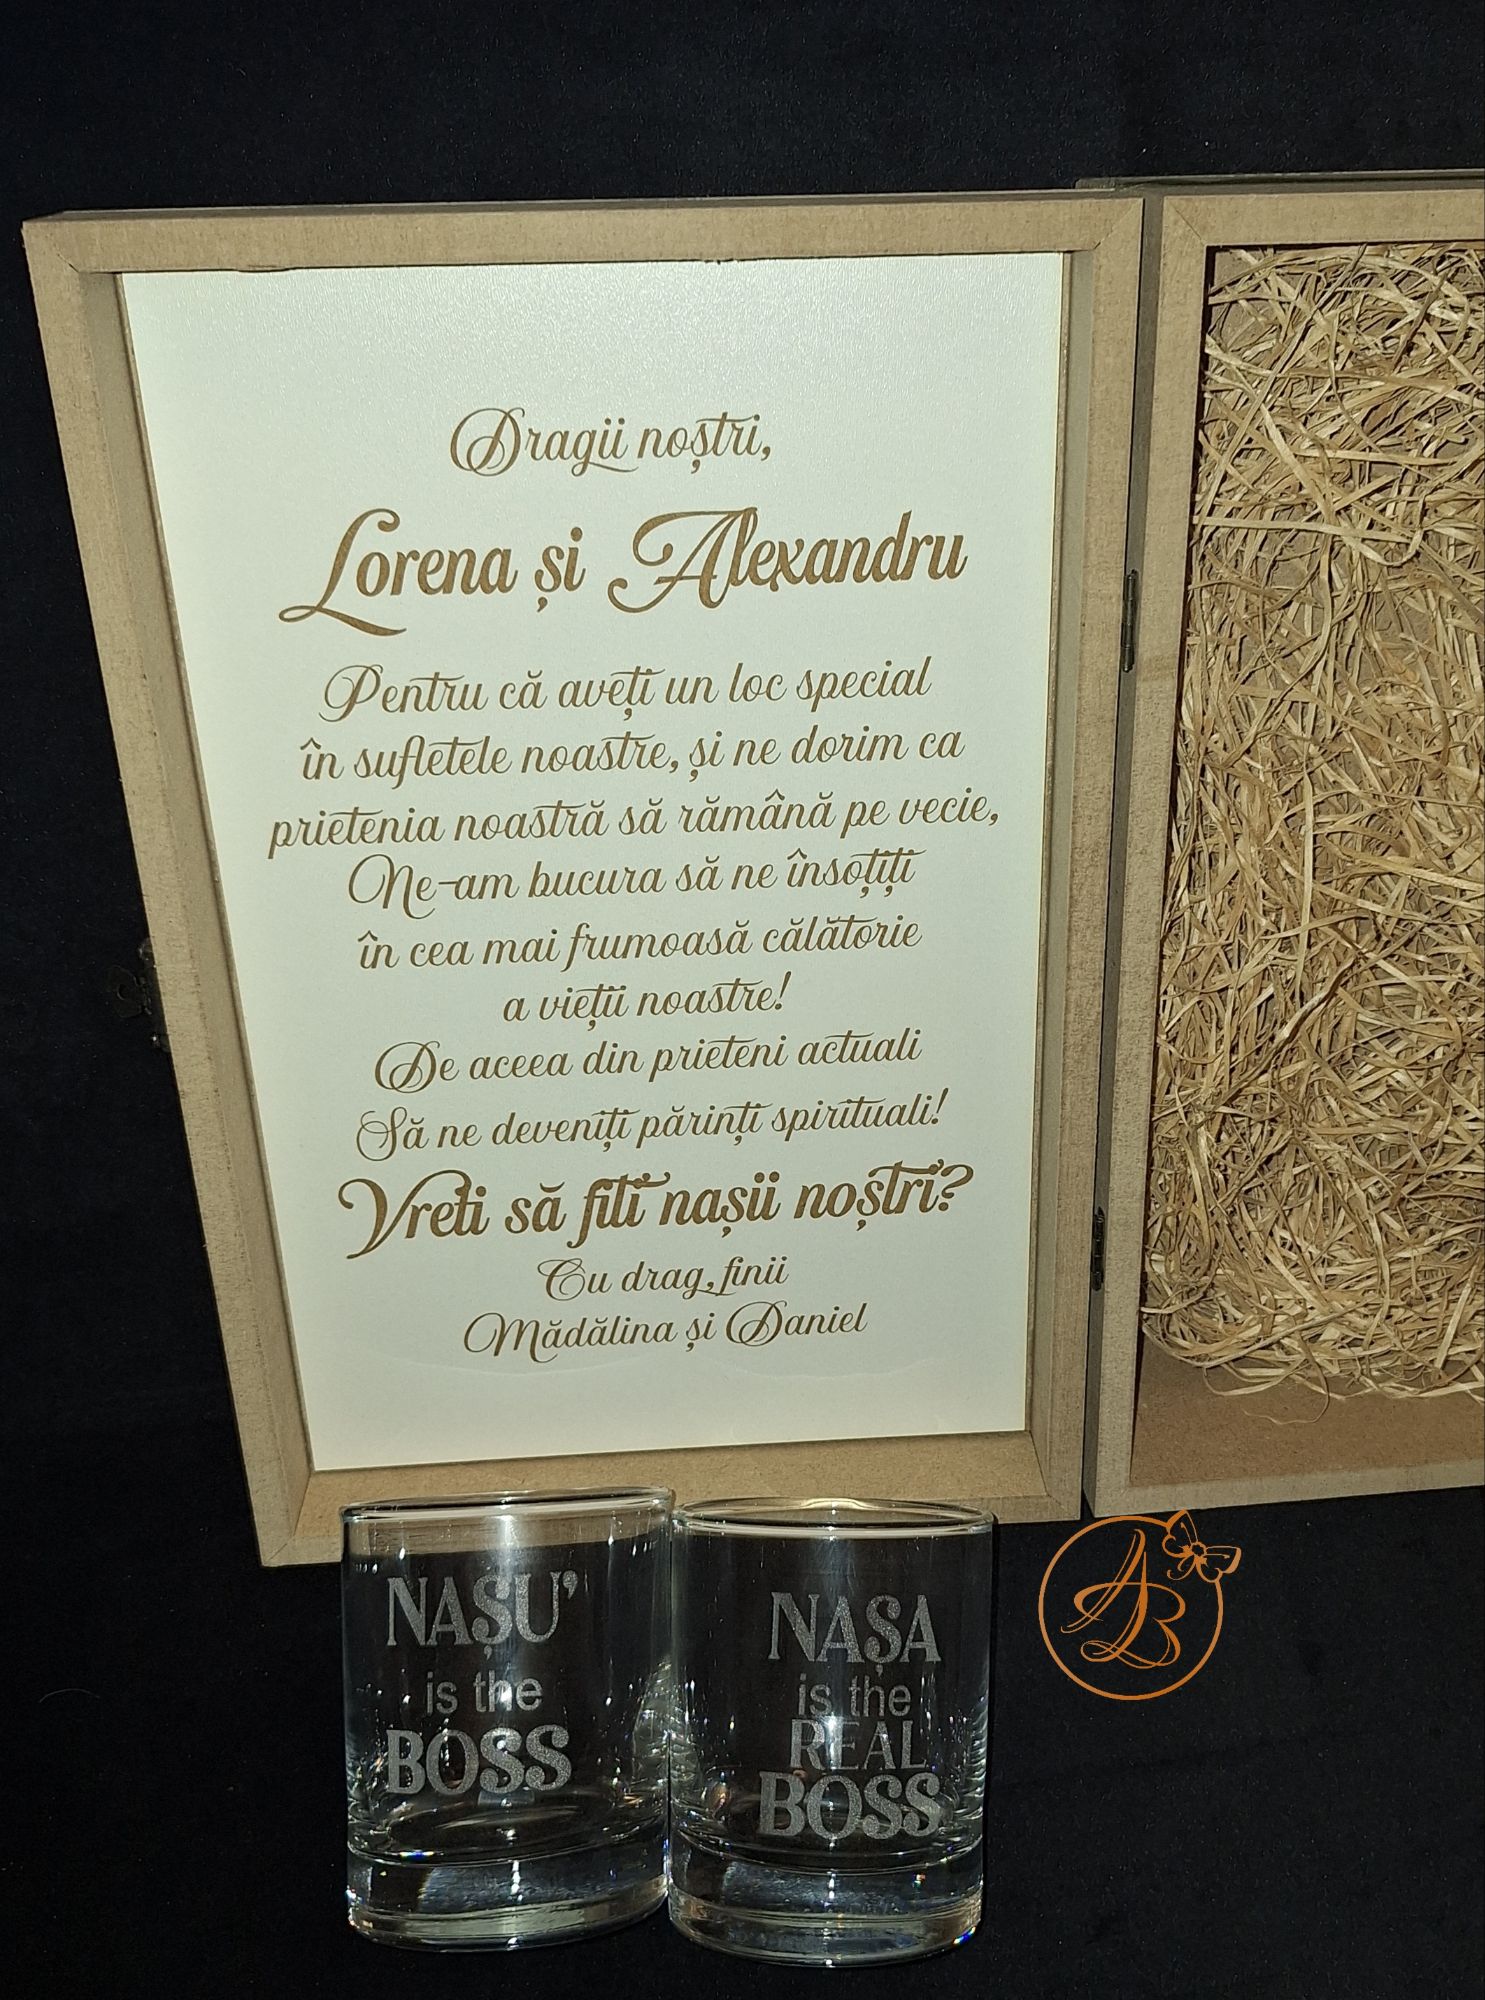 Dragii noștri,
Lorena și Alexandru
Pentru că aveți un loc special
în sufletele noastre, și ne dorim ca
prietenia noastră să rămână pe vecie,
Ne-am bucura să ne însoțiți
în cea mai frumoasă călătorie
a vieții noastre!
De aceea din prieteni actuali
Să ne deveniți părinți spirituali!
Vreti să fiti nașii noștri?
Cu drag, finii
Mădălina și Daniel
NAȘU'
is the
BOSS
NAȘA
is the
REAL
BOSS